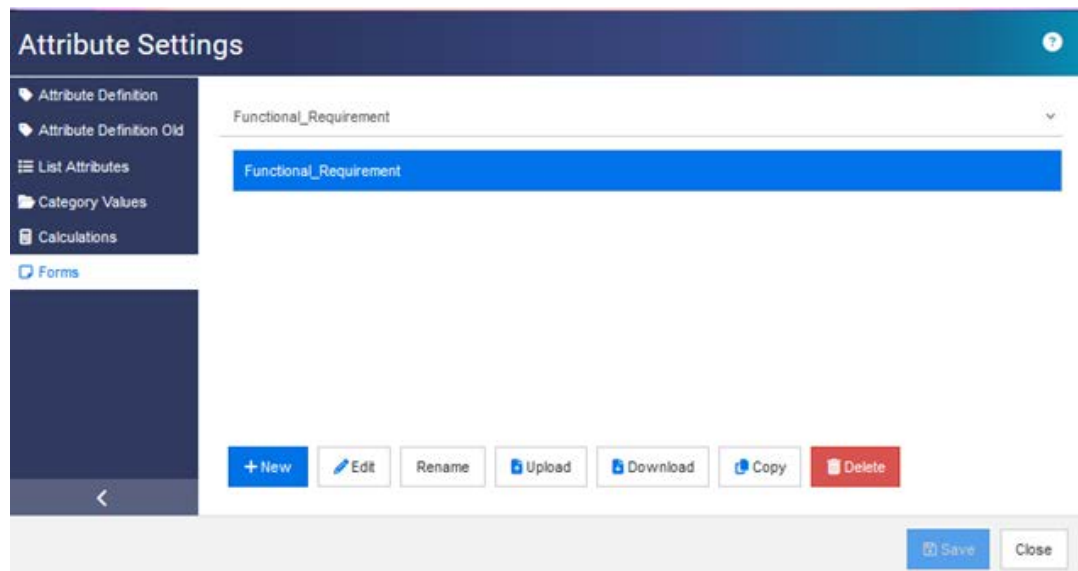 Attribute Settings
Attribute Definition
Attribute Definition Old
List Attributes
Category Values
Calculations
Forms
Functional_Requirement
Functional_Requirement
New Edit Rename Upload Download Copy Delete
Save Close